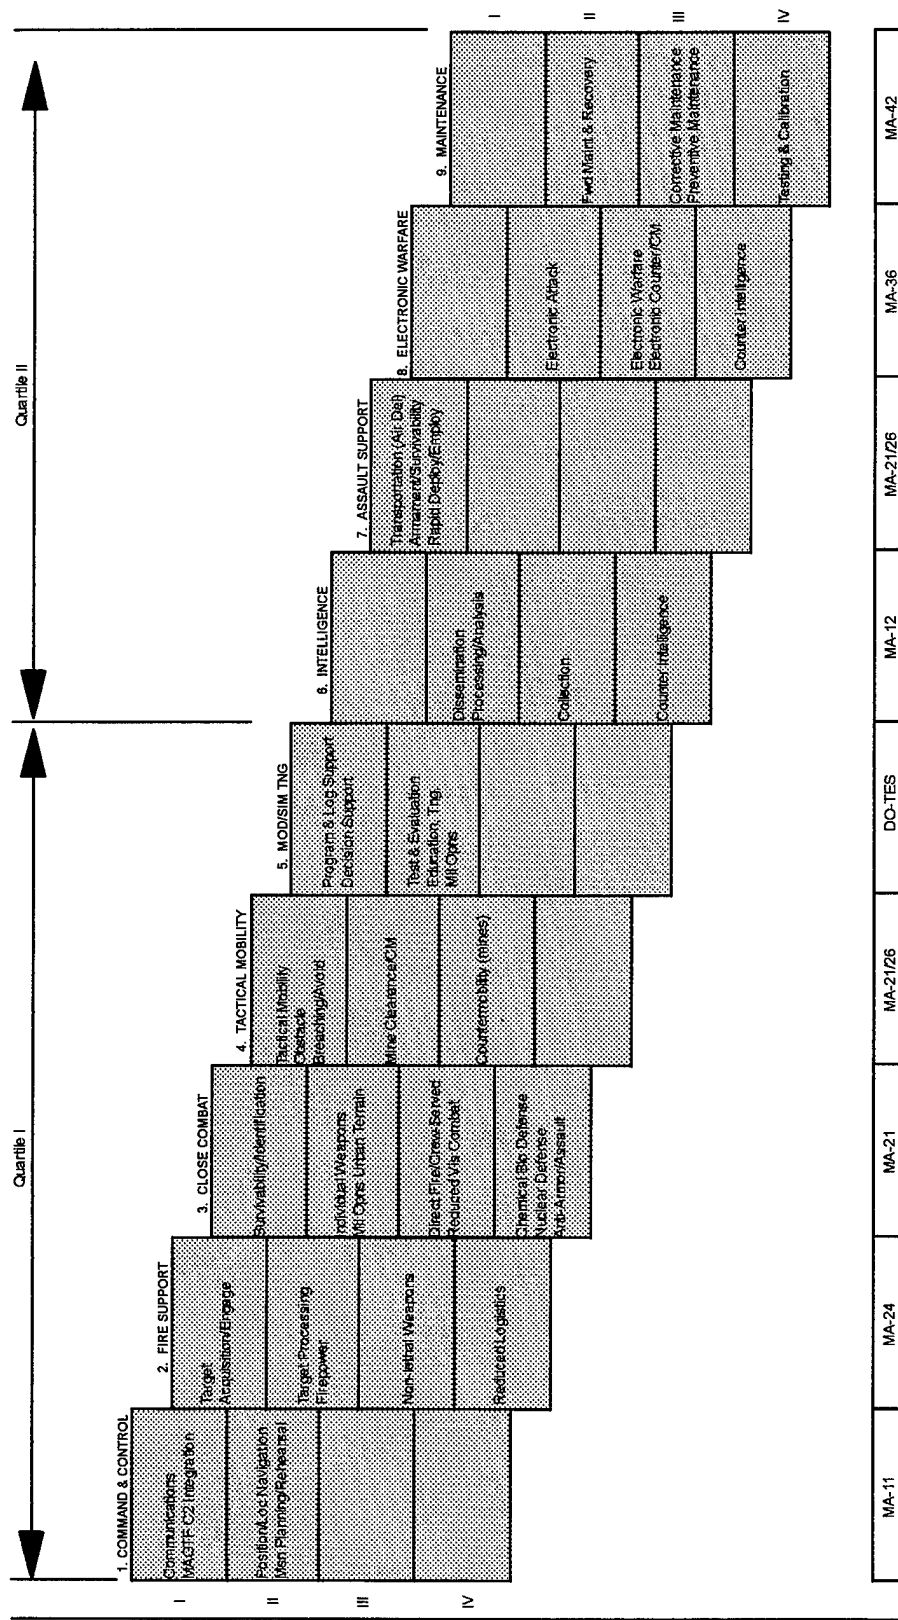 Quartile I
Quartile II
1. COMMAND & CONTROL
Communications
MAGTF C2 Integration
Position/Loc Navigation
Msn Planning/Rehearsal
2. FIRE SUPPORT
Target
Acquisition/Engage
Target Processing
Firepower
Non-lethal Weapons
Reduced Logistics
3. CLOSE COMBAT
Survivability/Identification
Individual Weapons
Mil Opns Urban Terrain
Direct Fire/Crew-Served
Reduced Vis Combat
Chemical Bio Defense
Nuclear Defense
Anti-Armor/Assault
4. TACTICAL MOBILITY
Tactical Mobility
Obstacle
Breaching/Avoid
Mine Clearance/CM
Countermobility (mines)
5. MOD/SIM TNG
Program & Log Support
Decision Support
Test & Evaluation
Education, Tng,
Mil Opns
6. INTELLIGENCE
Dissemination
Processing/Analysis
Collection
Counter Intelligence
7. ASSAULT SUPPORT
Transportation (Air Del)
Armament/Survivability
Rapid Deploy/Employ
8. ELECTRONIC WARFARE
Electronic Attack
Electronic Warfare
Electronic Counter/CM
Counter Intelligence
9. MAINTENANCE
Fwd Maint & Recovery
Corrective Maintenance
Preventive Maintenance
Testing & Calibration
I
II
III
IV
I
II
III
IV
MA-11
MA-24
MA-21
MA-21/26
DO-TES
MA-12
MA-21/26
MA-36
MA-42